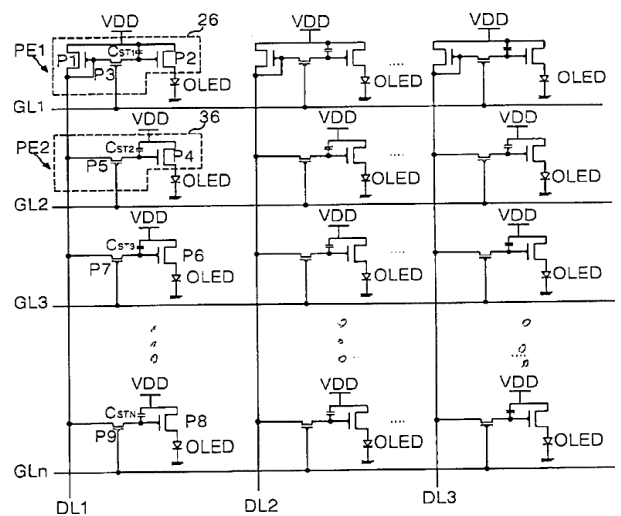 VDD 26 VDD VDD
PE1 P1 CST1 P2
P3 OLED OLED OLED
GL1
VDD 36 VDD VDD
PE2 CST2 P4
P5 OLED OLED OLED
GL2
VDD VDD VDD
CST3 P6
P7 OLED OLED OLED
GL3
VDD VDD VDD
CSTN P8
P9 OLED OLED OLED
GLn
DL1 DL2 DL3